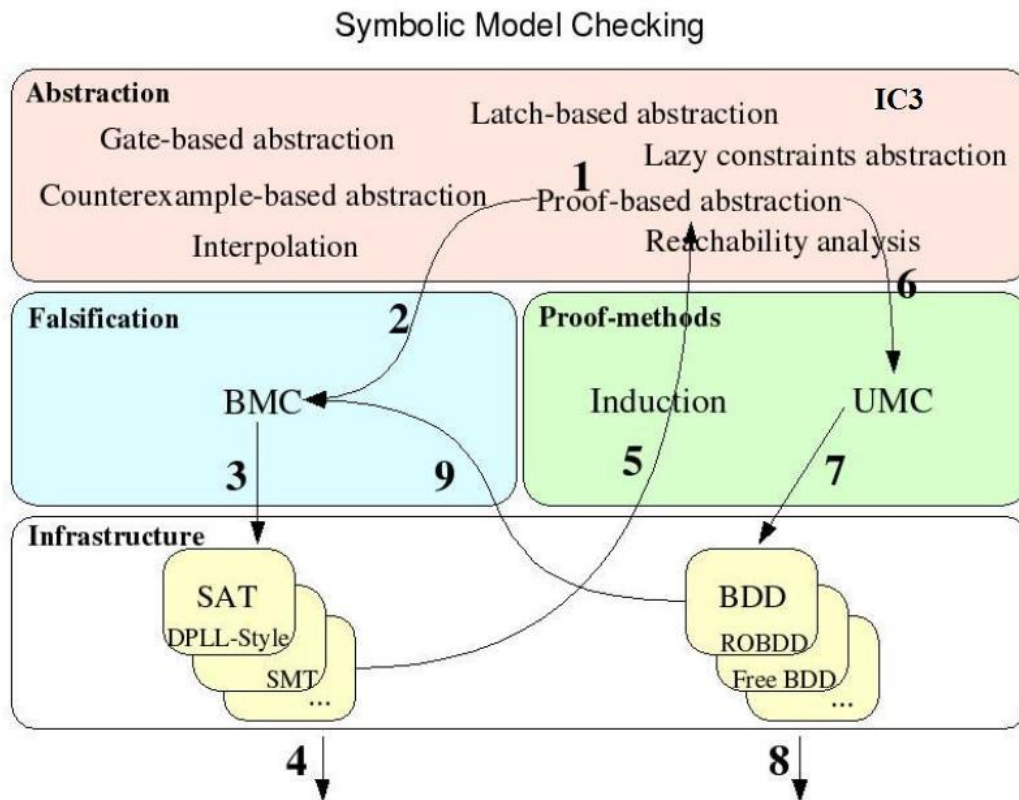 Symbolic Model Checking
Abstraction
IC3
Latch-based abstraction
Gate-based abstraction
Lazy constraints abstraction
1
Counterexample-based abstraction
Proof-based abstraction
Interpolation
Reachability analysis
6
Falsification
2
Proof-methods
BMC
Induction
UMC
3
9
5
7
Infrastructure
SAT
DPLL-Style
SMT
...
BDD
ROBDD
Free BDD
...
4
8